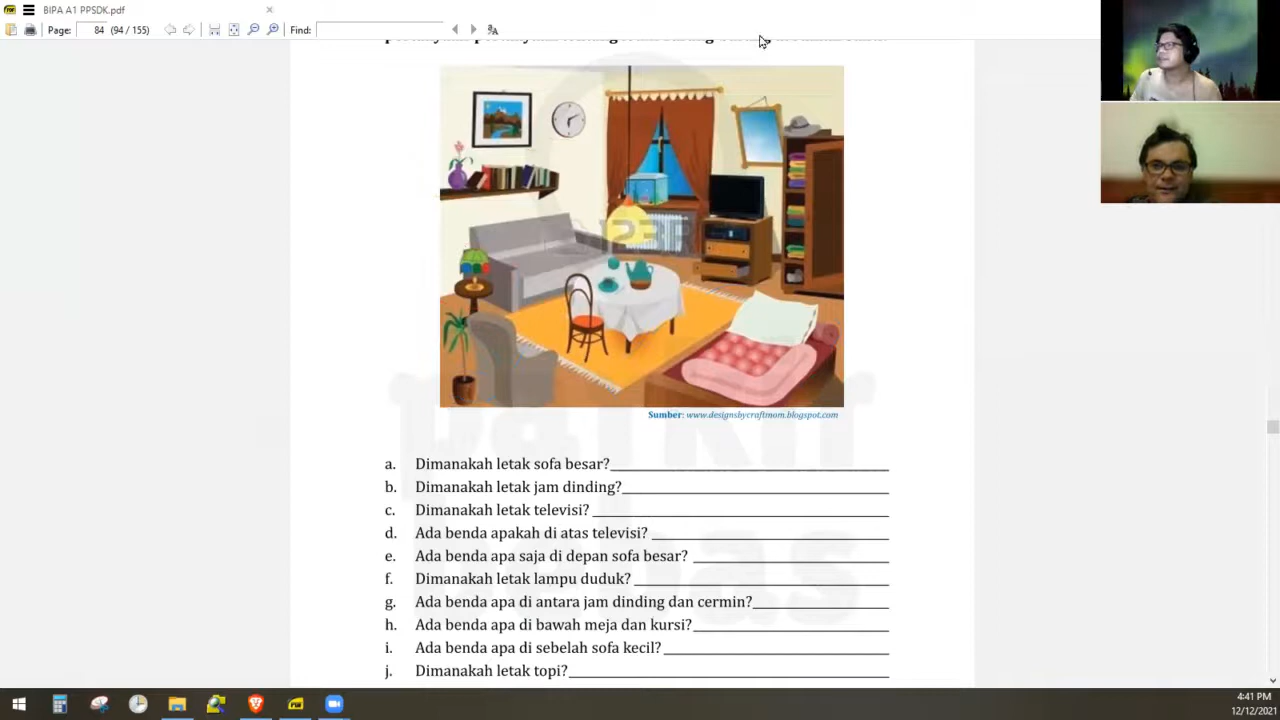 BIPA A1 PPSDK.pdf
Page: 84 (94 / 155) Find:
Sumber: www.designsbycraftmom.blogspot.com
a. Dimanakah letak sofa besar?
b. Dimanakah letak jam dinding?
c. Dimanakah letak televisi?
d. Ada benda apakah di atas televisi?
e. Ada benda apa saja di depan sofa besar?
f. Dimanakah letak lampu duduk?
g. Ada benda apa di antara jam dinding dan cermin?
h. Ada benda apa di bawah meja dan kursi?
i. Ada benda apa di sebelah sofa kecil?
j. Dimanakah letak topi?
4:41 PM
12/12/2021